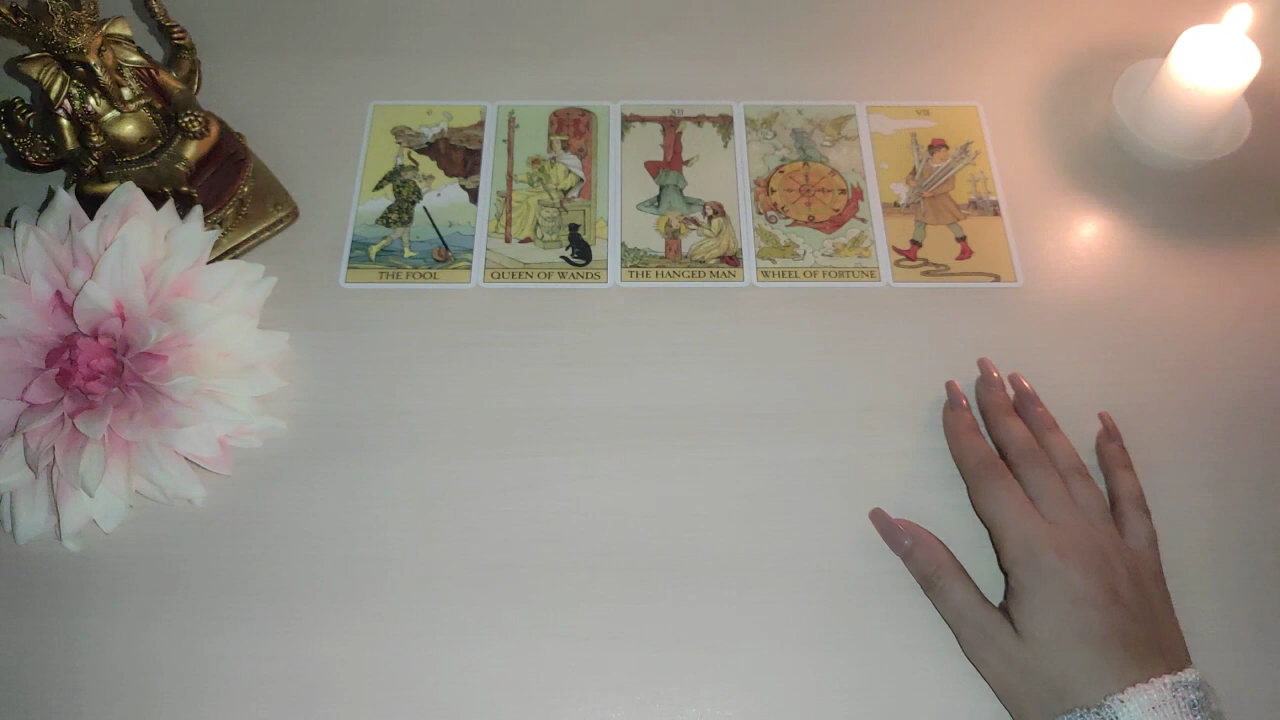 XII
X
VII
THE FOOL
QUEEN OF WANDS
THE HANGED MAN
WHEEL OF FORTUNE